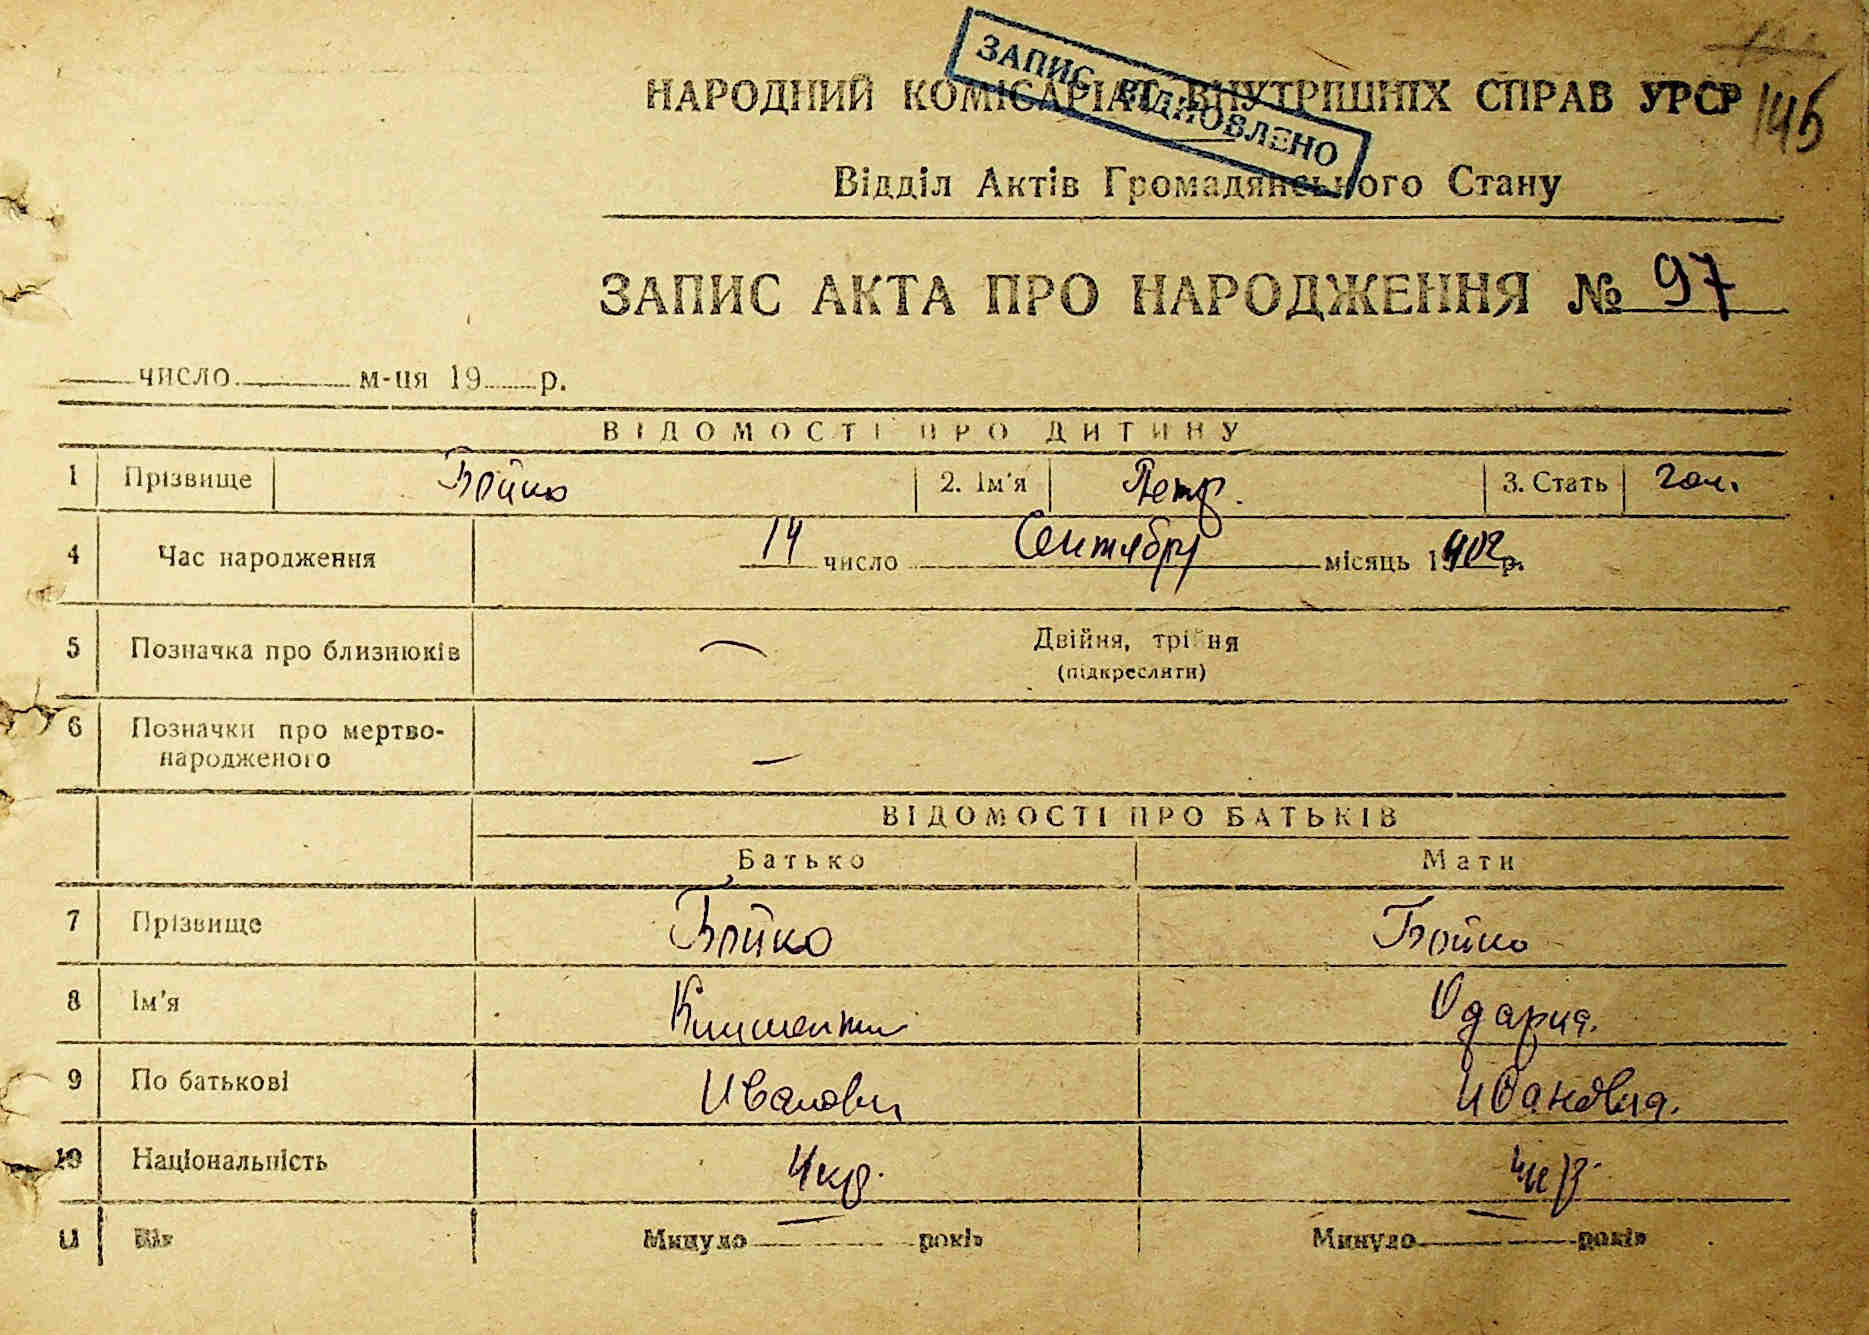 ЗАПИС ВІДНОВЛЕНО
НАРОДНИЙ КОМІСАРІАТ ВНУТРІШНІХ СПРАВ УРСР 145
Відділ Актів Громадянського Стану
ЗАПИС АКТА ПРО НАРОДЖЕННЯ № 97
число м-ця 19 р.
ВІДОМОСТІ ПРО ДИТИНУ
1 Прізвище Бойко 2. Ім'я Петр. 3. Стать чол.
4 Час народження 14 число Сентября місяць 1902 р.
5 Позначка про близнюків — Двійня, трійня
(підкреслити)
6 Позначки про мертво-
народженого —
ВІДОМОСТІ ПРО БАТЬКІВ
Батько Мати
7 Прізвище Бойко Бойко
8 Ім'я Климентий Одария.
9 По батькові Иванович Ивановна.
10 Національність Укр. укр.
11 Вік Минуло — років Минуло — років